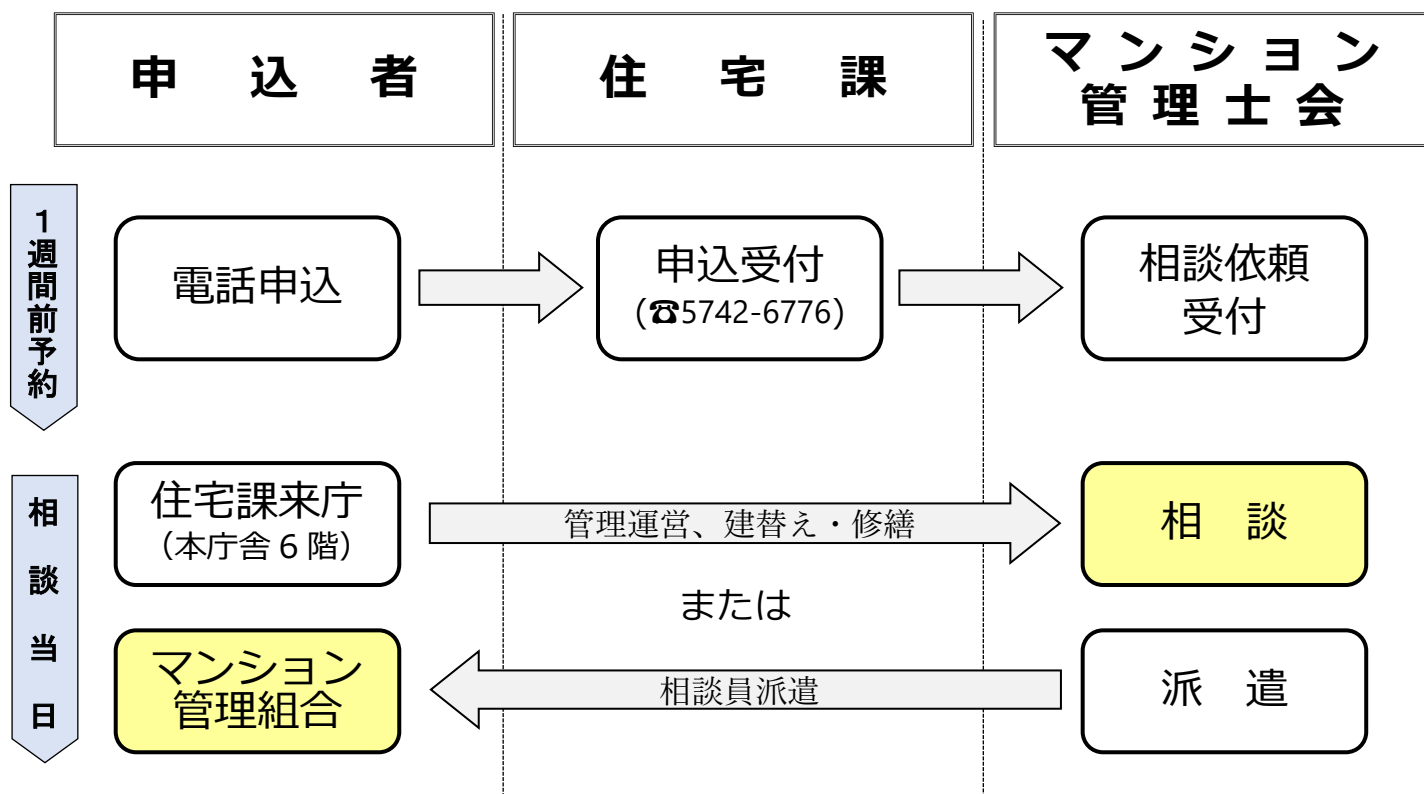 申込者
住宅課
マンション
管理士会
1週間前予約
電話申込
申込受付
(☎5742-6776)
相談依頼
受付
相談当日
住宅課来庁
（本庁舎6階）
管理運営、建替え・修繕
相　談
または
マンション
管理組合
相談員派遣
派　遣